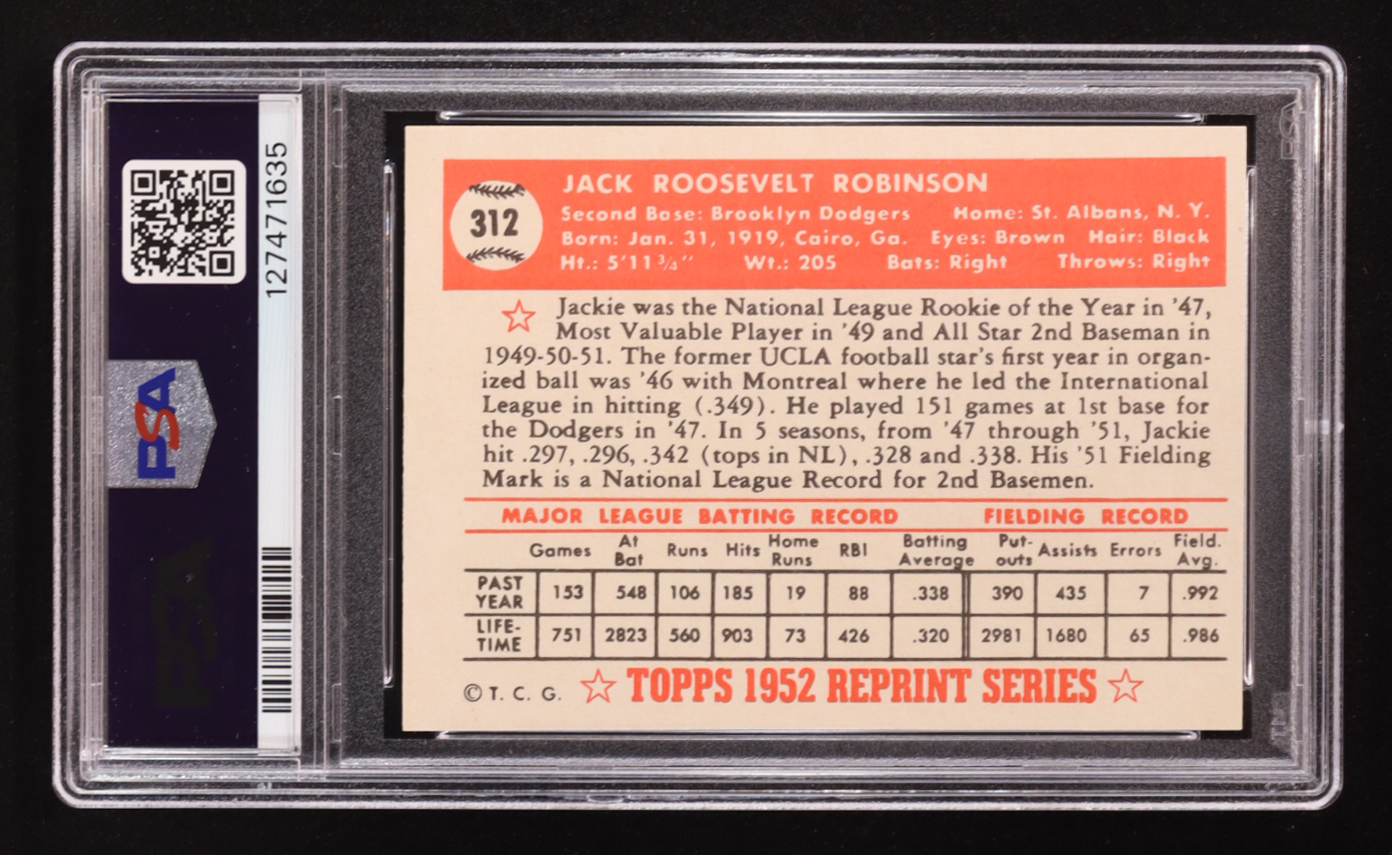 127471635
PSA
PSA
312
JACK ROOSEVELT ROBINSON
Second Base: Brooklyn Dodgers Home: St. Albans, N. Y.
Born: Jan. 31, 1919, Cairo, Ga. Eyes: Brown Hair: Black
Ht.: 5'11 3/4" Wt.: 205 Bats: Right Throws: Right
Jackie was the National League Rookie of the Year in '47,
Most Valuable Player in '49 and All Star 2nd Baseman in
1949-50-51. The former UCLA football star's first year in organ-
ized ball was '46 with Montreal where he led the International
League in hitting (.349). He played 151 games at 1st base for
the Dodgers in '47. In 5 seasons, from '47 through '51, Jackie
hit .297, .296, .342 (tops in NL), .328 and .338. His '51 Fielding
Mark is a National League Record for 2nd Basemen.
MAJOR LEAGUE BATTING RECORD FIELDING RECORD
Games At Bat Runs Hits Home Runs RBI Batting Average Put-outs Assists Errors Field. Avg.
PAST YEAR 153 548 106 185 19 88 .338 390 435 7 .992
LIFE-TIME 751 2823 560 903 73 426 .320 2981 1680 65 .986
© T. C. G. ☆ TOPPS 1952 REPRINT SERIES ☆